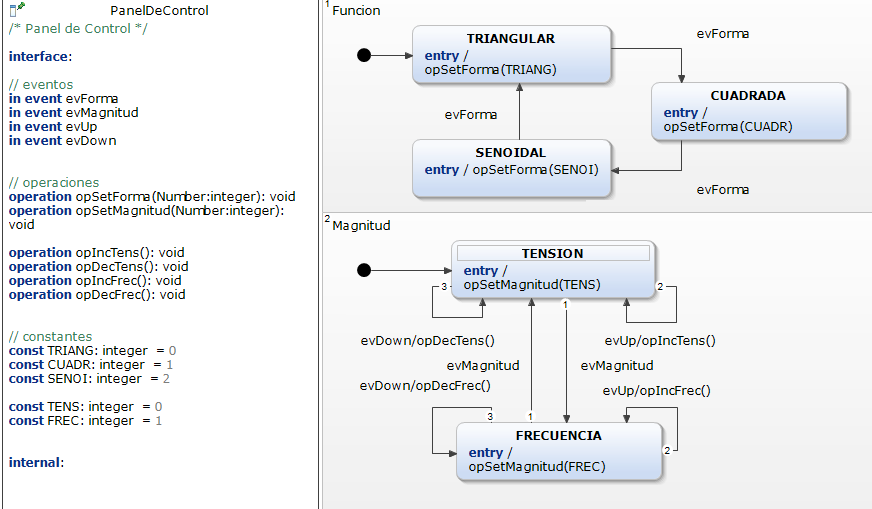 PanelDeControl
/* Panel de Control */
interface:
// eventos
in event evForma
in event evMagnitud
in event evUp
in event evDown
// operaciones
operation opSetForma(Number:integer): void
operation opSetMagnitud(Number:integer):
void
operation opIncTens(): void
operation opDecTens(): void
operation opIncFrec(): void
operation opDecFrec(): void
// constantes
const TRIANG: integer = 0
const CUADR: integer = 1
const SENOI: integer = 2
const TENS: integer = 0
const FREC: integer = 1
internal:
1
Funcion
TRIANGULAR
entry /
opSetForma(TRIANG)
evForma
CUADRADA
entry /
opSetForma(CUADR)
evForma
SENOIDAL
entry / opSetForma(SENOI)
evForma
2
Magnitud
TENSION
entry /
opSetMagnitud(TENS)
3
2
1
evDown/opDecTens()
evUp/opIncTens()
evMagnitud
evMagnitud
evDown/opDecFrec()
evUp/opIncFrec()
3
1
FRECUENCIA
2
entry /
opSetMagnitud(FREC)